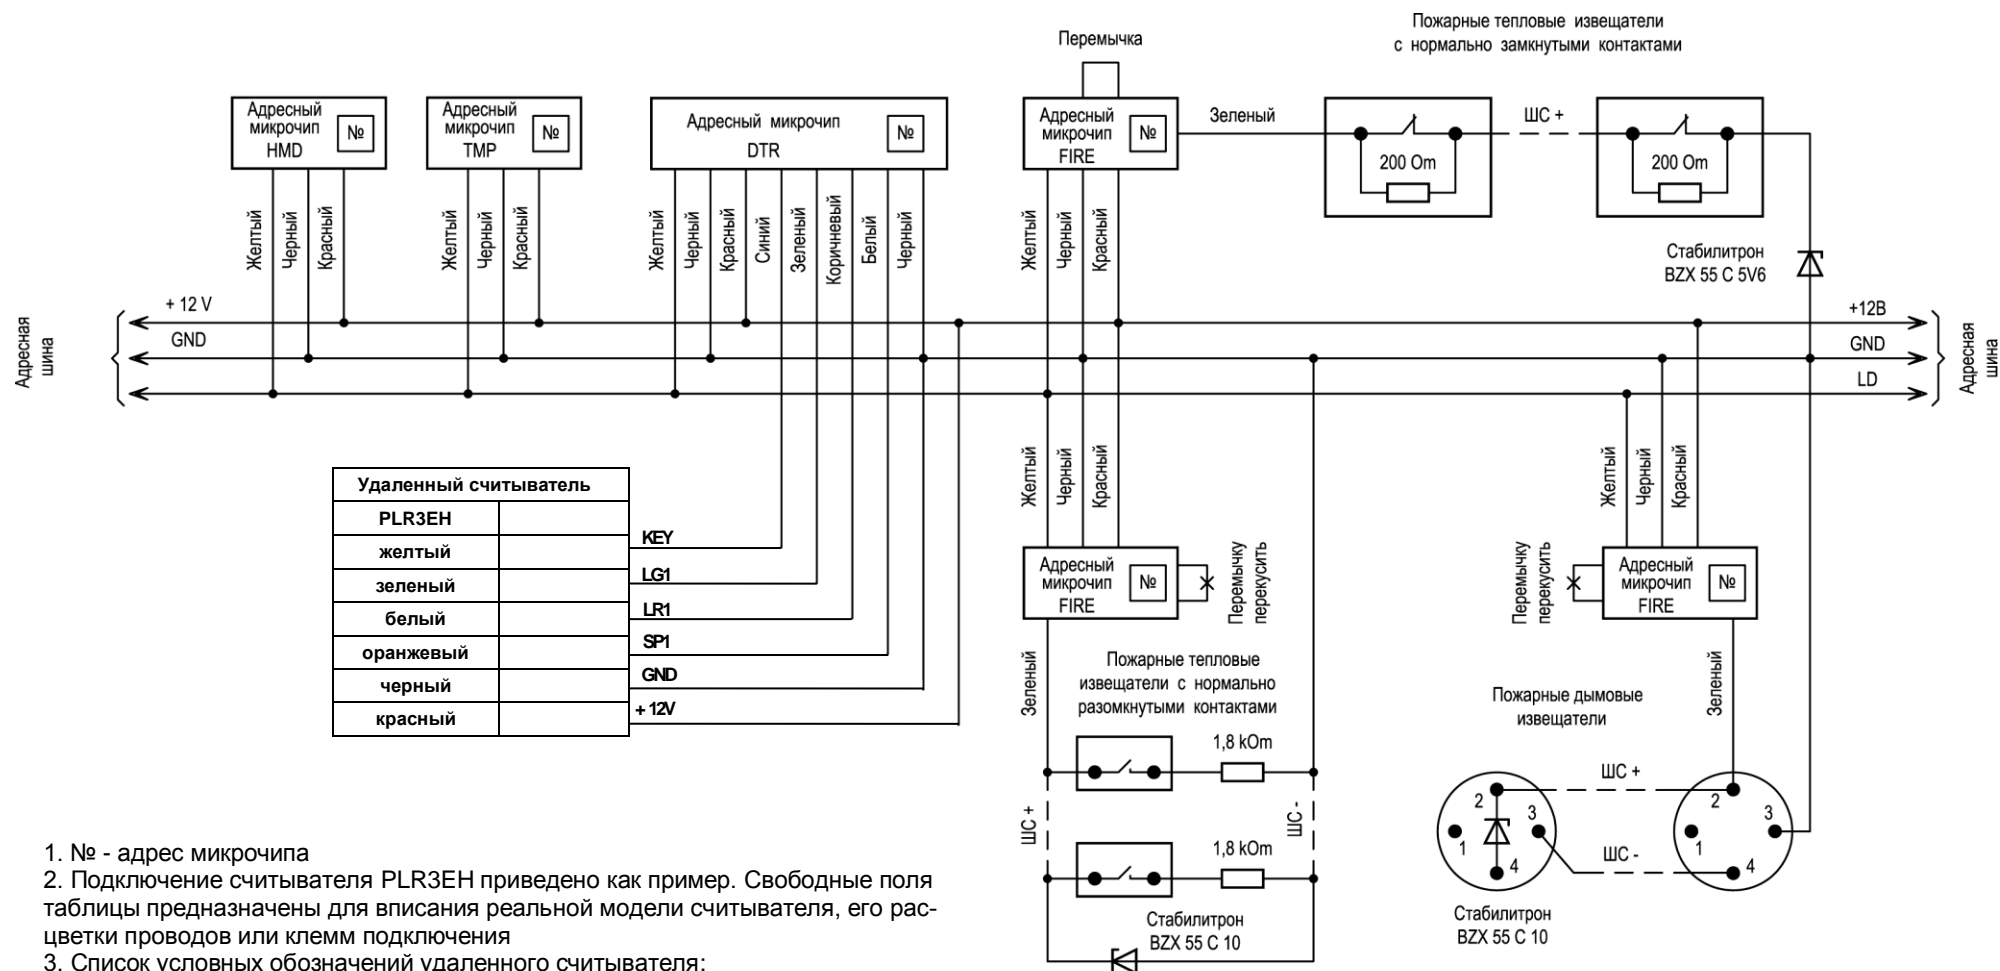 Пожарные тепловые извещатели
с нормально замкнутыми контактами
Перемычка
Адресный
микрочип
HMD
№
Адресный
микрочип
TMP
№
Адресный микрочип
DTR
№
Адресный
микрочип
FIRE
№
Зеленый
200 Om
ШС +
200 Om
Желтый
Черный
Красный
Желтый
Черный
Красный
Желтый
Черный
Красный
Синий
Зеленый
Коричневый
Белый
Черный
Желтый
Черный
Красный
Стабилитрон
BZX 55 C 5V6
Адресная
шина
+ 12 V
GND
+12В
GND
LD
Адресная
шина
Желтый
Черный
Красный
Желтый
Черный
Красный
Удаленный считыватель
PLR3EH
желтый
KEY
зеленый
LG1
белый
LR1
оранжевый
SP1
черный
GND
красный
+ 12V
Адресный
микрочип
FIRE
№
Перемычку
перекусить
Перемычку
перекусить
Адресный
микрочип
FIRE
№
Зеленый
Пожарные тепловые
извещатели с нормально
разомкнутыми контактами
1,8 kOm
ШС +
ШС -
1,8 kOm
Стабилитрон
BZX 55 C 10
Зеленый
Пожарные дымовые
извещатели
ШС +
2
3
1
4
ШС -
2
3
1
4
Стабилитрон
BZX 55 C 10
1. № - адрес микрочипа
2. Подключение считывателя PLR3EH приведено как пример. Свободные поля
таблицы предназначены для вписания реальной модели считывателя, его рас-
цветки проводов или клемм подключения
3. Список условных обозначений удаленного считывателя: